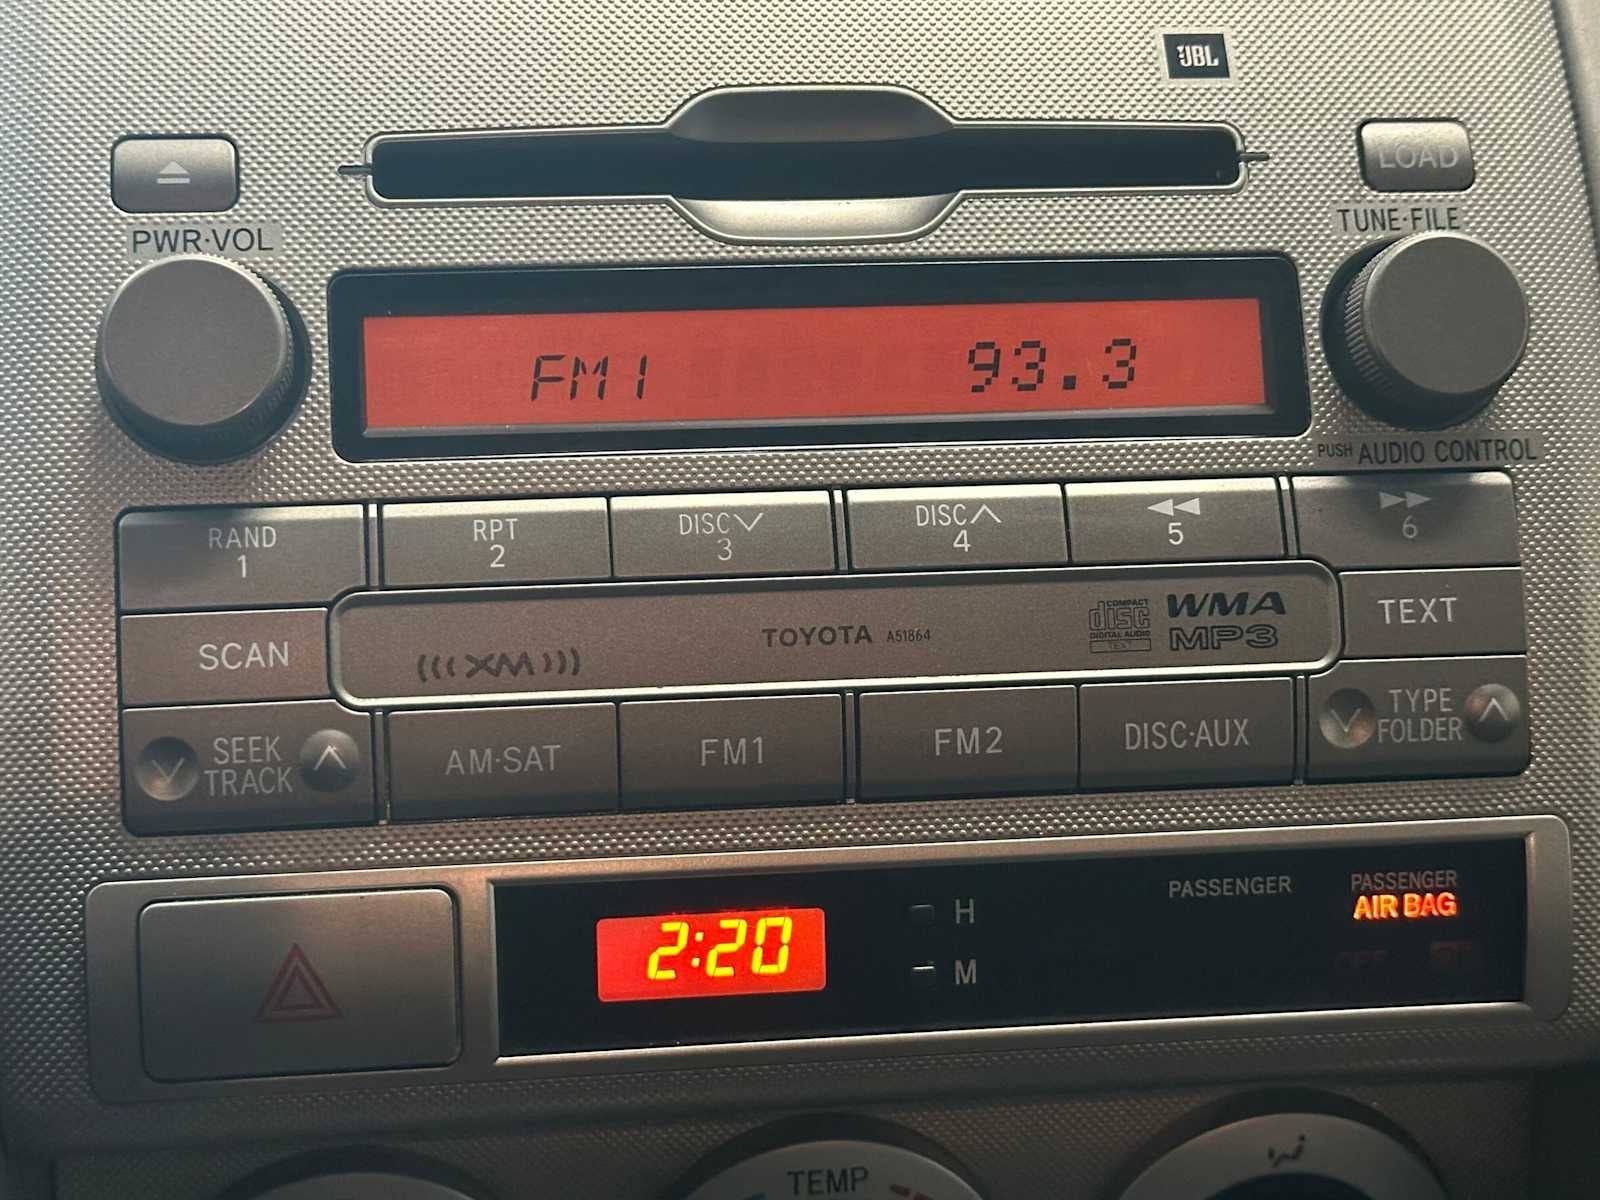 JBL
LOAD
PWR·VOL
TUNE·FILE
FM1 93.3
PUSH AUDIO CONTROL
RAND
1
RPT
2
DISC
3
DISC
4
5
6
SCAN
(((XM)))
TOYOTA A51864
COMPACT
disc
DIGITAL AUDIO
TEXT
WMA
MP3
TEXT
SEEK
TRACK
AM·SAT
FM1
FM2
DISC·AUX
TYPE
FOLDER
2:20
H
M
PASSENGER
PASSENGER
AIR BAG
OFF
TEMP